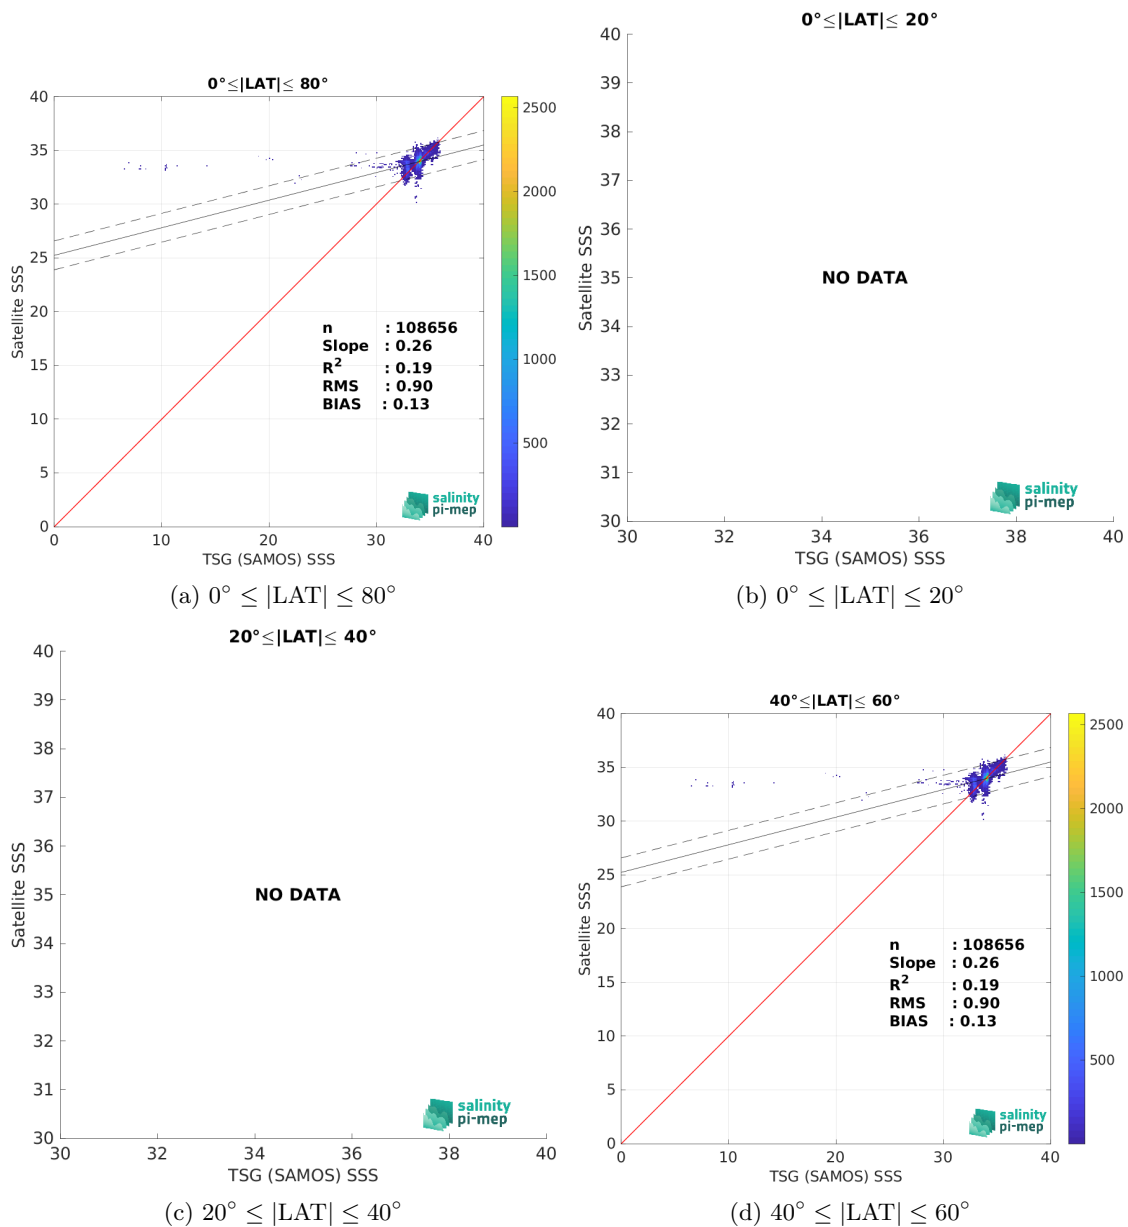 0°≤|LAT|≤ 80°
40
35
30
25
20
15
10
5
0
Satellite SSS
0
10
20
30
40
TSG (SAMOS) SSS
n : 108656
Slope : 0.26
R² : 0.19
RMS : 0.90
BIAS : 0.13
salinity
pi-mep
2500
2000
1500
1000
500
(a) 0° ≤ |LAT| ≤ 80°
0°≤|LAT|≤ 20°
40
39
38
37
36
35
34
33
32
31
30
Satellite SSS
NO DATA
salinity
pi-mep
30
32
34
36
38
40
TSG (SAMOS) SSS
(b) 0° ≤ |LAT| ≤ 20°
20°≤|LAT|≤ 40°
40
39
38
37
36
35
34
33
32
31
30
Satellite SSS
NO DATA
salinity
pi-mep
30
32
34
36
38
40
TSG (SAMOS) SSS
(c) 20° ≤ |LAT| ≤ 40°
40°≤|LAT|≤ 60°
40
35
30
25
20
15
10
5
0
Satellite SSS
n : 108656
Slope : 0.26
R² : 0.19
RMS : 0.90
BIAS : 0.13
salinity
pi-mep
0
10
20
30
40
TSG (SAMOS) SSS
2500
2000
1500
1000
500
(d) 40° ≤ |LAT| ≤ 60°